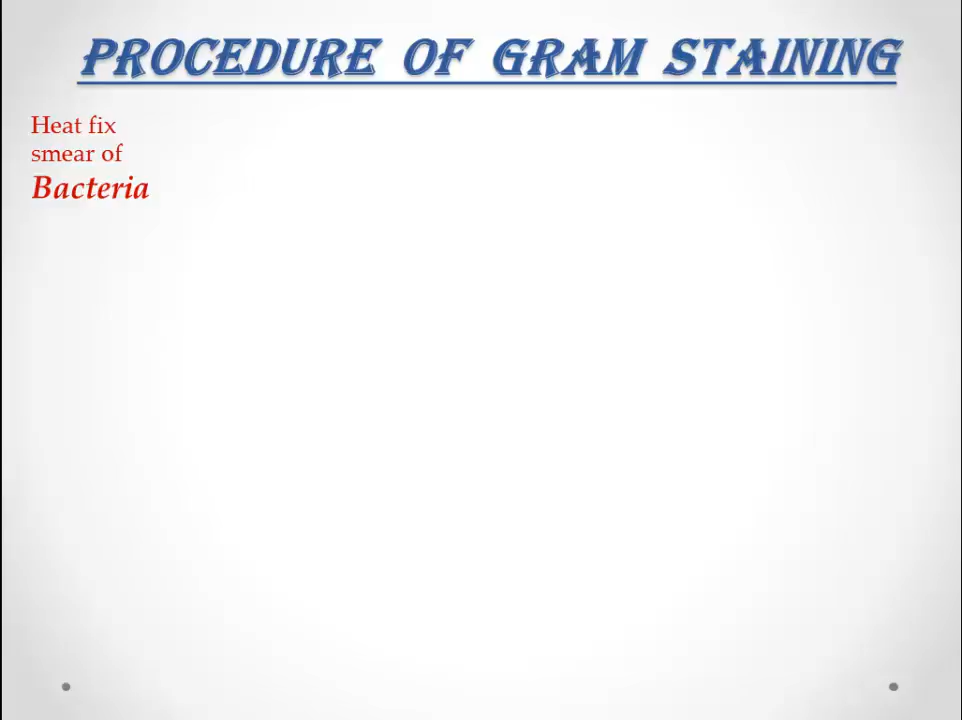 PROCEDURE OF GRAM STAINING
Heat fix
smear of
Bacteria